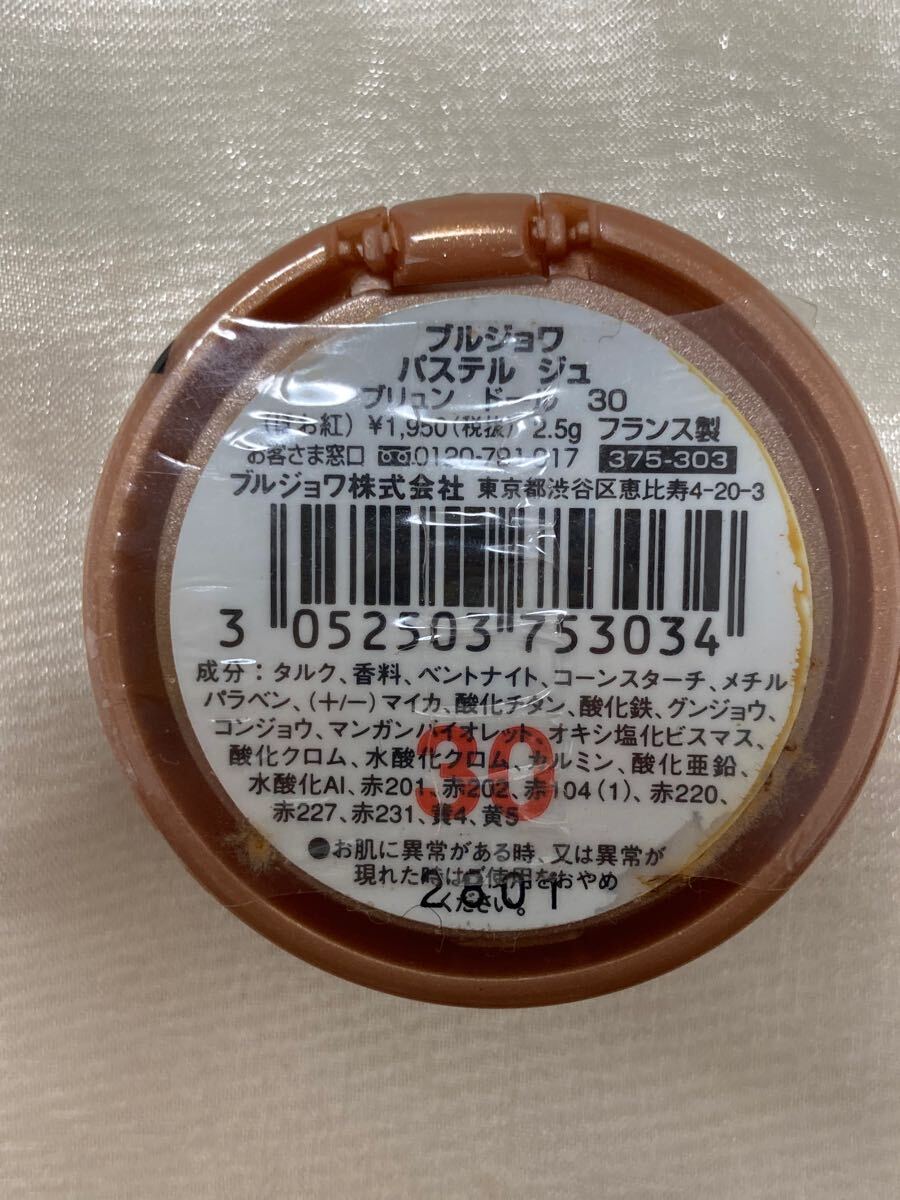 ブルジョワ
パステル ジュ
ブリュン ドール 30
(ほお紅) ¥1,950(税抜) 2.5g フランス製
お客さま窓口 0120-791-017 375-303
ブルジョワ株式会社 東京都渋谷区恵比寿4-20-3
3 052503 753034
成分：タルク、香料、ベントナイト、コーンスターチ、メチル
パラベン、(+/−)マイカ、酸化チタン、酸化鉄、グンジョウ、
コンジョウ、マンガンバイオレット、オキシ塩化ビスマス、
酸化クロム、水酸化クロム、カルミン、酸化亜鉛、
水酸化Al、赤201、赤202、赤104(1)、赤220、
赤227、赤231、黄4、黄5
30
●お肌に異常がある時、又は異常が
現れた時はご使用をおやめ
ください。
2801